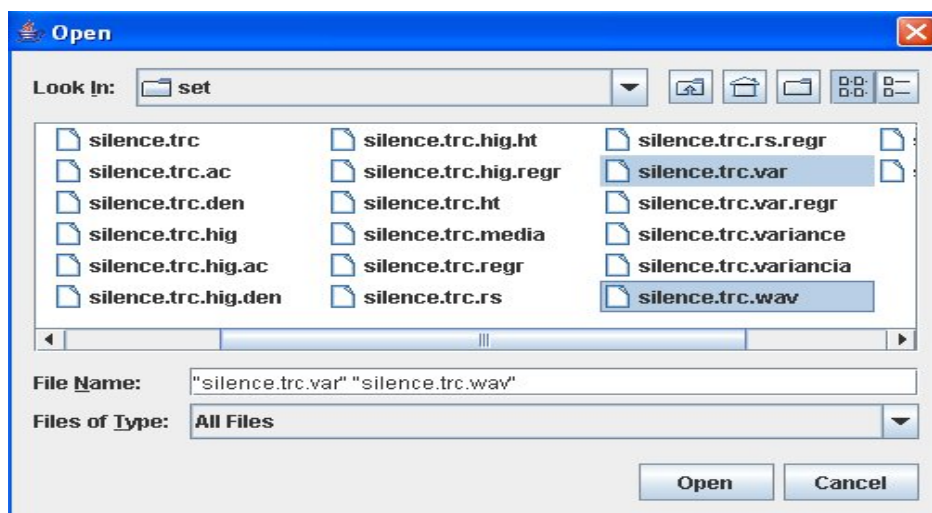 Open
Look In: set
silence.trc silence.trc.hig.ht silence.trc.rs.regr
silence.trc.ac silence.trc.hig.regr silence.trc.var
silence.trc.den silence.trc.ht silence.trc.var.regr
silence.trc.hig silence.trc.media silence.trc.variance
silence.trc.hig.ac silence.trc.regr silence.trc.variancia
silence.trc.hig.den silence.trc.rs silence.trc.wav
File Name: "silence.trc.var" "silence.trc.wav"
Files of Type: All Files
Open Cancel